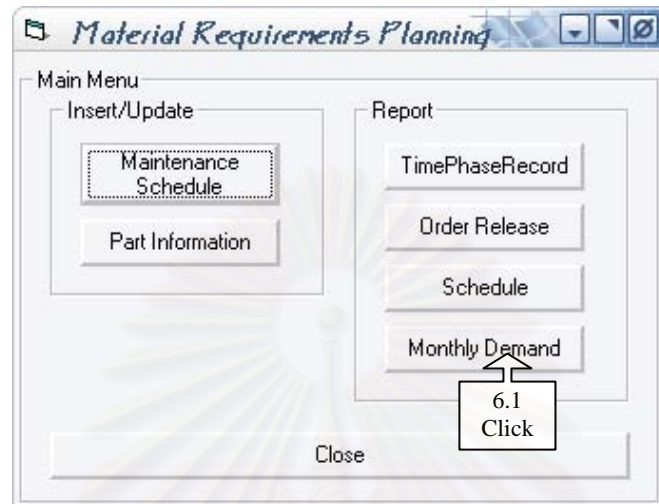 Material Requirements Planning
Main Menu
Insert/Update
Maintenance
Schedule
Part Information
Report
TimePhaseRecord
Order Release
Schedule
Monthly Demand
6.1
Click
Close